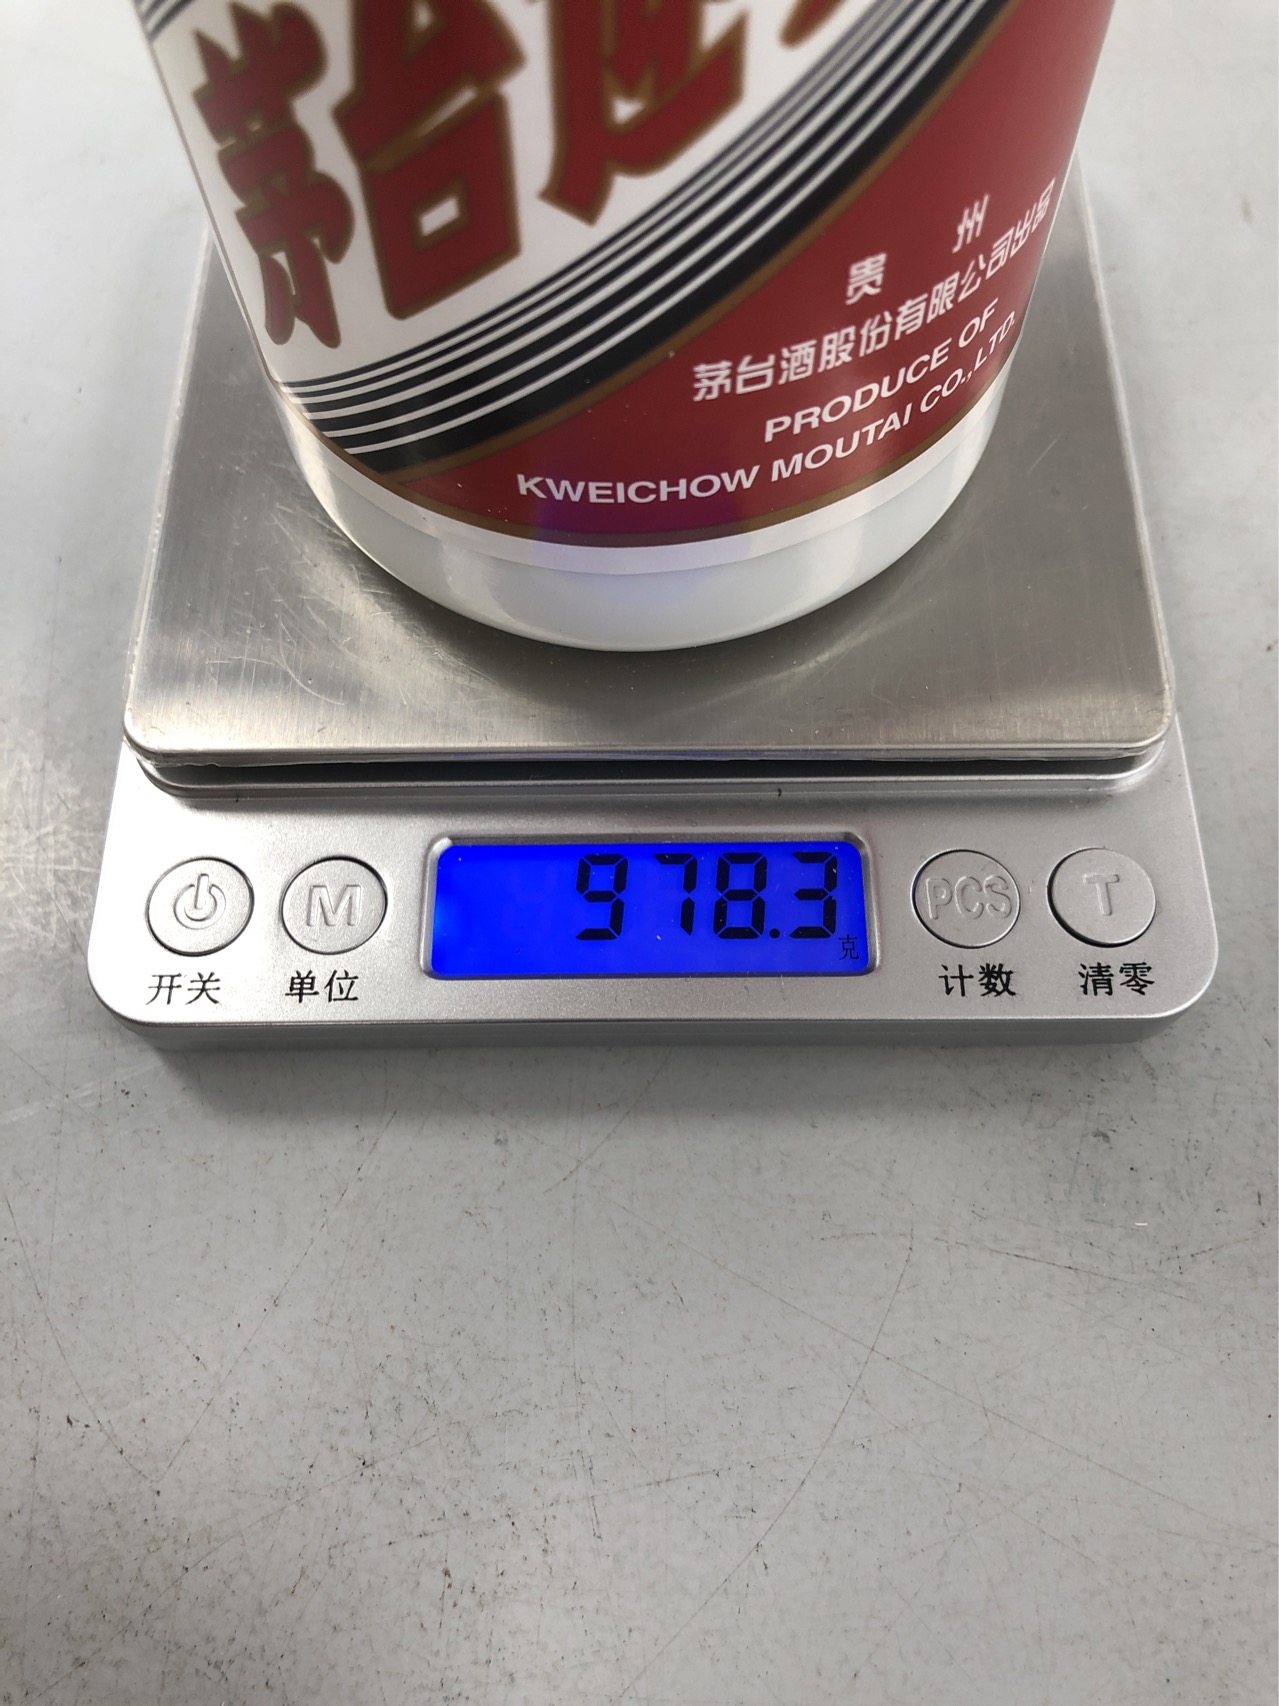 茅台
贵州
茅台酒股份有限公司出品
PRODUCE OF
KWEICHOW MOUTAI CO.,LTD.
978.3
克
M
PCS
T
开关
单位
计数
清零